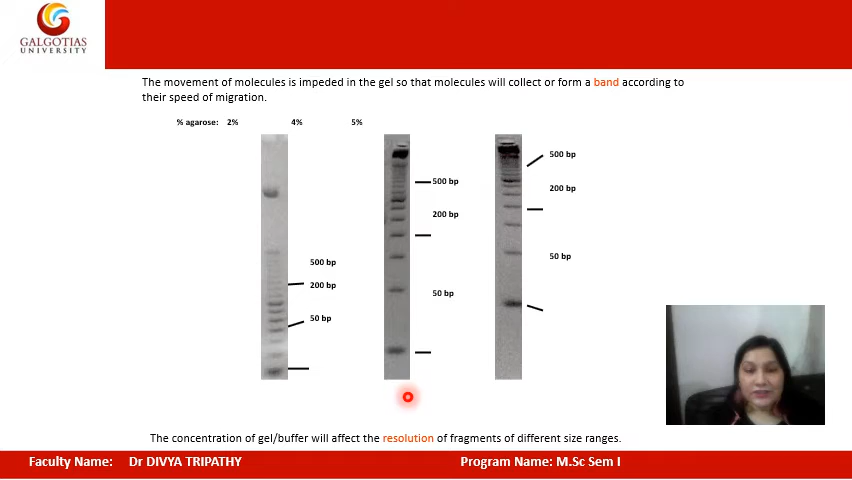 GALGOTIAS
UNIVERSITY
The movement of molecules is impeded in the gel so that molecules will collect or form a band according to
their speed of migration.
% agarose: 2% 4% 5%
500 bp
200 bp
50 bp
500 bp
200 bp
50 bp
500 bp
200 bp
50 bp
The concentration of gel/buffer will affect the resolution of fragments of different size ranges.
Faculty Name: Dr DIVYA TRIPATHY Program Name: M.Sc Sem I